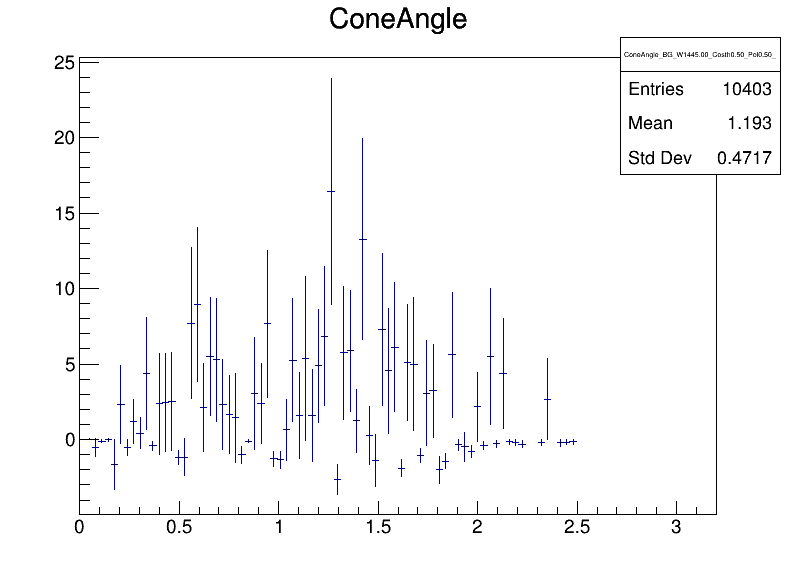 ConeAngle
ConeAngle_BG_W1445.00_Costh0.50_Pol0.50_
Entries 10403
Mean 1.193
Std Dev 0.4717
25
20
15
10
5
0
0 0.5 1 1.5 2 2.5 3